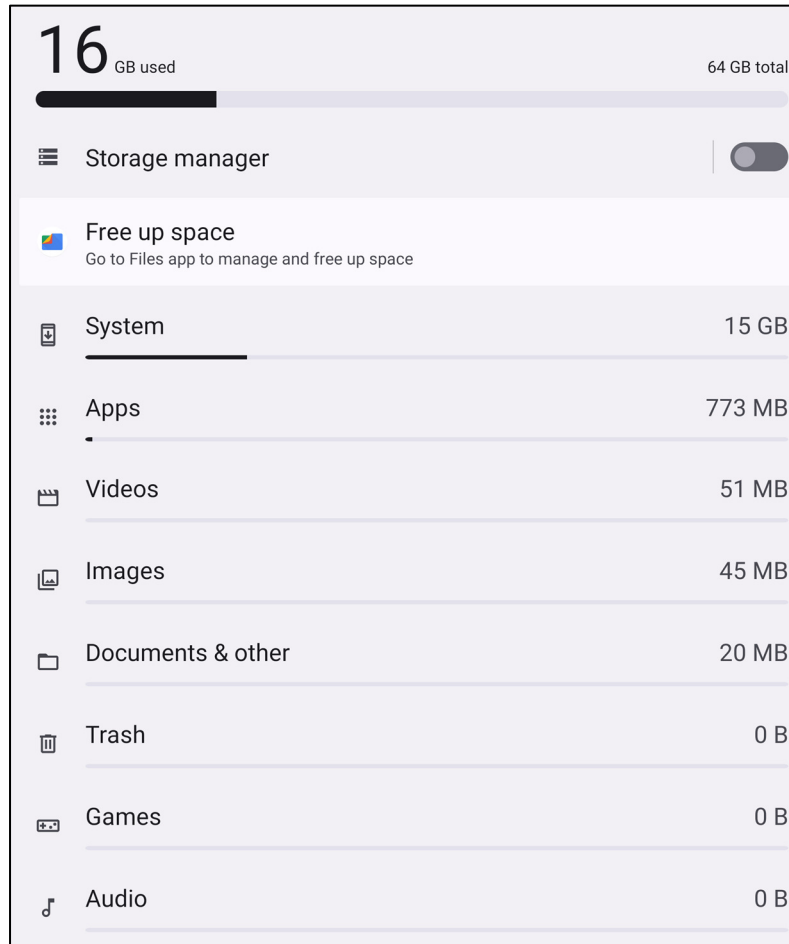 16 GB used 64 GB total
Storage manager
Free up space
Go to Files app to manage and free up space
System 15 GB
Apps 773 MB
Videos 51 MB
Images 45 MB
Documents & other 20 MB
Trash 0 B
Games 0 B
Audio 0 B